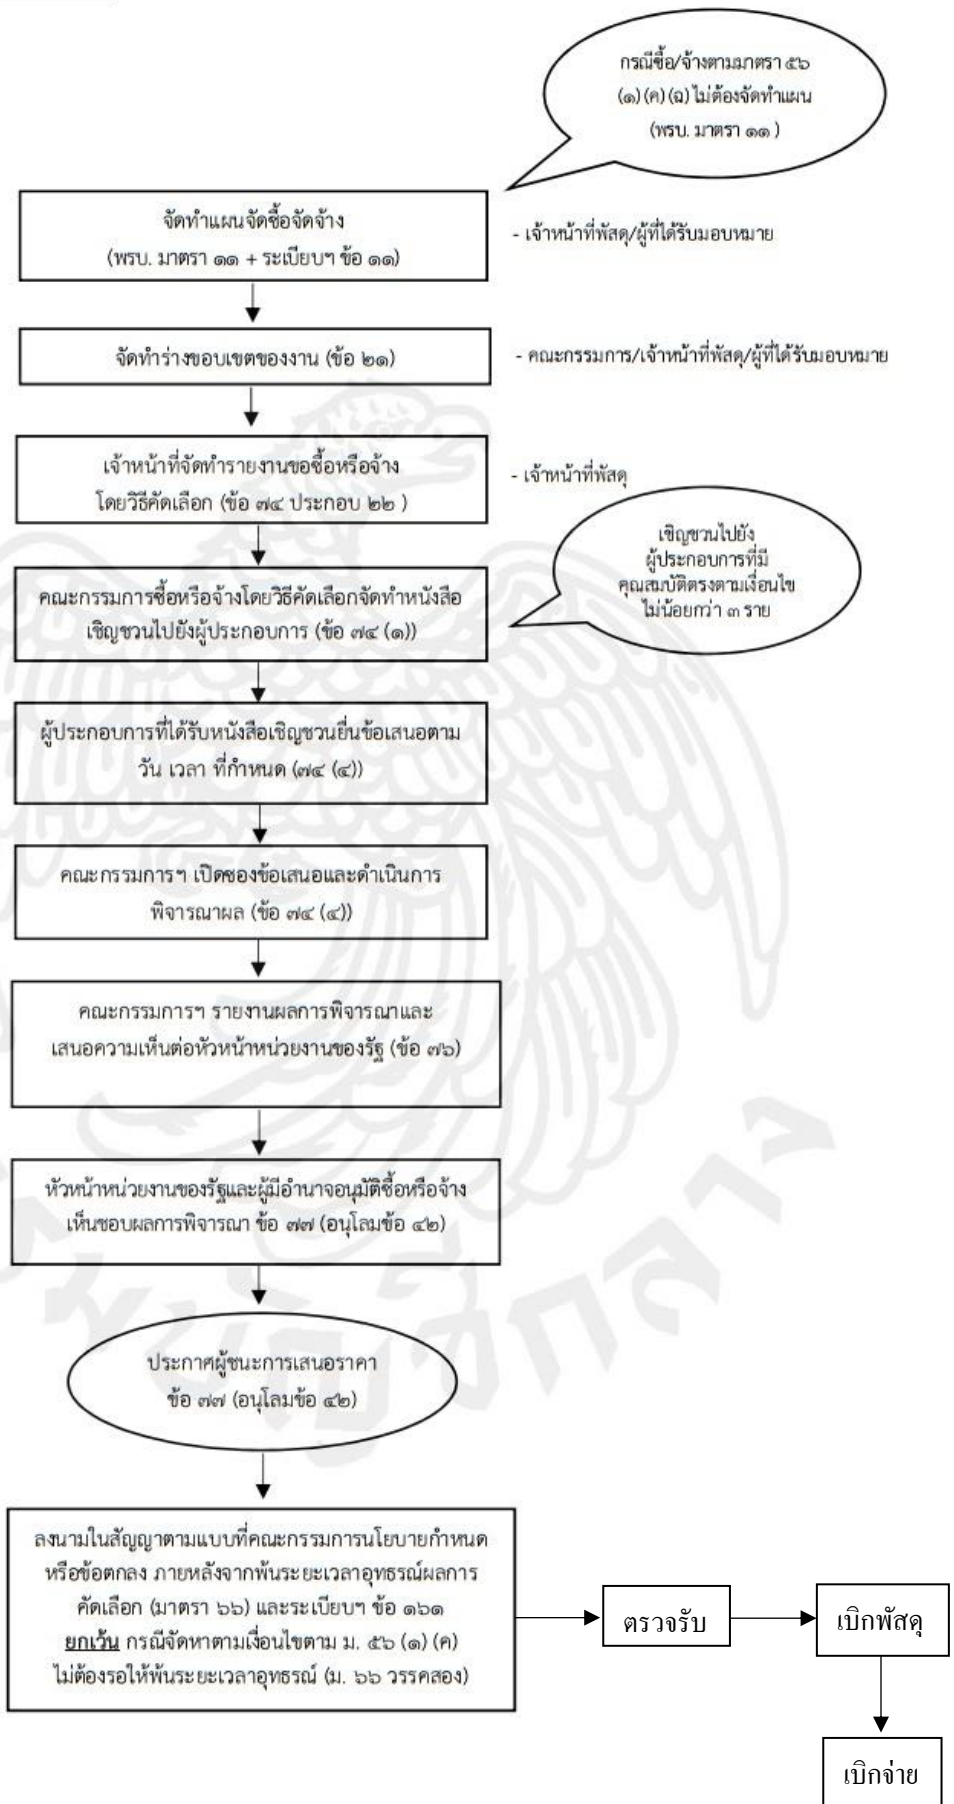 กรณีซื้อ/จ้างตามมาตรา ๕๖
(๑) (ค) (ฉ) ไม่ต้องจัดทำแผน
(พรบ. มาตรา ๑๑ )
จัดทำแผนจัดซื้อจัดจ้าง
(พรบ. มาตรา ๑๑ + ระเบียบฯ ข้อ ๑๑)
- เจ้าหน้าที่พัสดุ/ผู้ที่ได้รับมอบหมาย
จัดทำร่างขอบเขตของงาน (ข้อ ๒๑)
- คณะกรรมการ/เจ้าหน้าที่พัสดุ/ผู้ที่ได้รับมอบหมาย
เจ้าหน้าที่จัดทำรายงานขอซื้อหรือจ้าง
โดยวิธีคัดเลือก (ข้อ ๗๔ ประกอบ ๒๒ )
- เจ้าหน้าที่พัสดุ
เชิญชวนไปยัง
ผู้ประกอบการที่มี
คุณสมบัติตรงตามเงื่อนไข
ไม่น้อยกว่า ๓ ราย
คณะกรรมการซื้อหรือจ้างโดยวิธีคัดเลือกจัดทำหนังสือ
เชิญชวนไปยังผู้ประกอบการ (ข้อ ๗๔ (๑))
ผู้ประกอบการที่ได้รับหนังสือเชิญชวนยื่นข้อเสนอตาม
วัน เวลา ที่กำหนด (๗๔ (๔))
คณะกรรมการฯ เปิดซองข้อเสนอและดำเนินการ
พิจารณาผล (ข้อ ๗๔ (๔))
คณะกรรมการฯ รายงานผลการพิจารณาและ
เสนอความเห็นต่อหัวหน้าหน่วยงานของรัฐ (ข้อ ๗๖)
หัวหน้าหน่วยงานของรัฐและผู้มีอำนาจอนุมัติซื้อหรือจ้าง
เห็นชอบผลการพิจารณา ข้อ ๗๗ (อนุโลมข้อ ๔๒)
ประกาศผู้ชนะการเสนอราคา
ข้อ ๗๗ (อนุโลมข้อ ๔๒)
ลงนามในสัญญาตามแบบที่คณะกรรมการนโยบายกำหนด
หรือข้อตกลง ภายหลังจากพ้นระยะเวลาอุทธรณ์ผลการ
คัดเลือก (มาตรา ๖๖) และระเบียบฯ ข้อ ๑๖๑
ยกเว้น กรณีจัดหาตามเงื่อนไขตาม ม. ๕๖ (๑) (ค)
ไม่ต้องรอให้พ้นระยะเวลาอุทธรณ์ (ม. ๖๖ วรรคสอง)
ตรวจรับ
เบิกพัสดุ
เบิกจ่าย